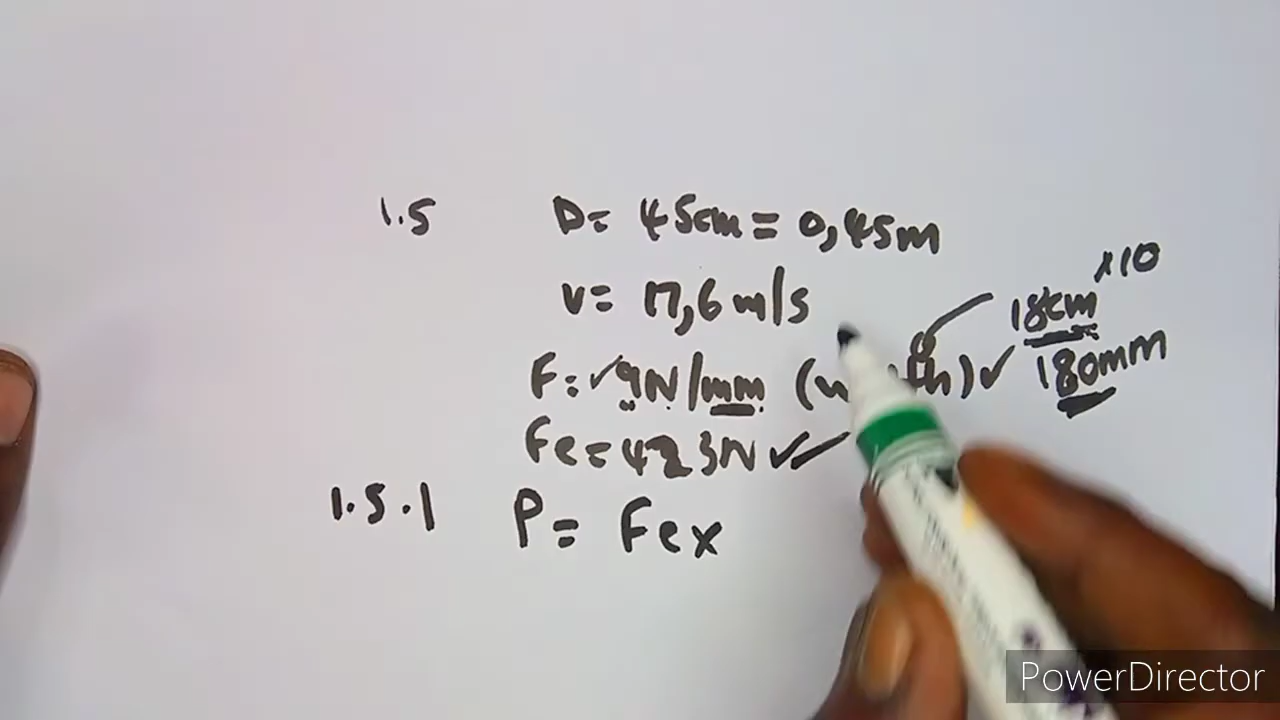 1.5 D= 45cm = 0,45m
v= 17,6 m/s
×10
18cm
F= ✓9N/mm ( ✓ 180mm
Fe= 423N ✓✓
1.5.1 P= Fex
PowerDirector